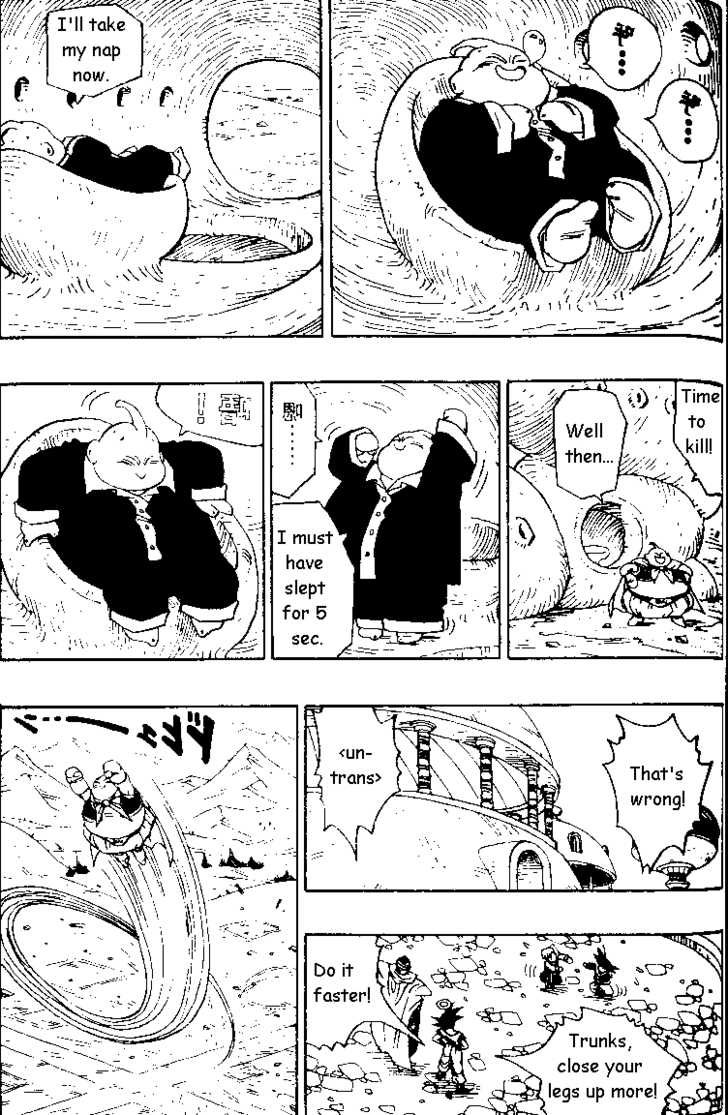 I'll take
my nap
now.
I must
have
slept
for 5
sec.
Well
then...
Time
to
kill!
<un-
trans>
That's
wrong!
Do it
faster!
Trunks,
close your
legs up more!